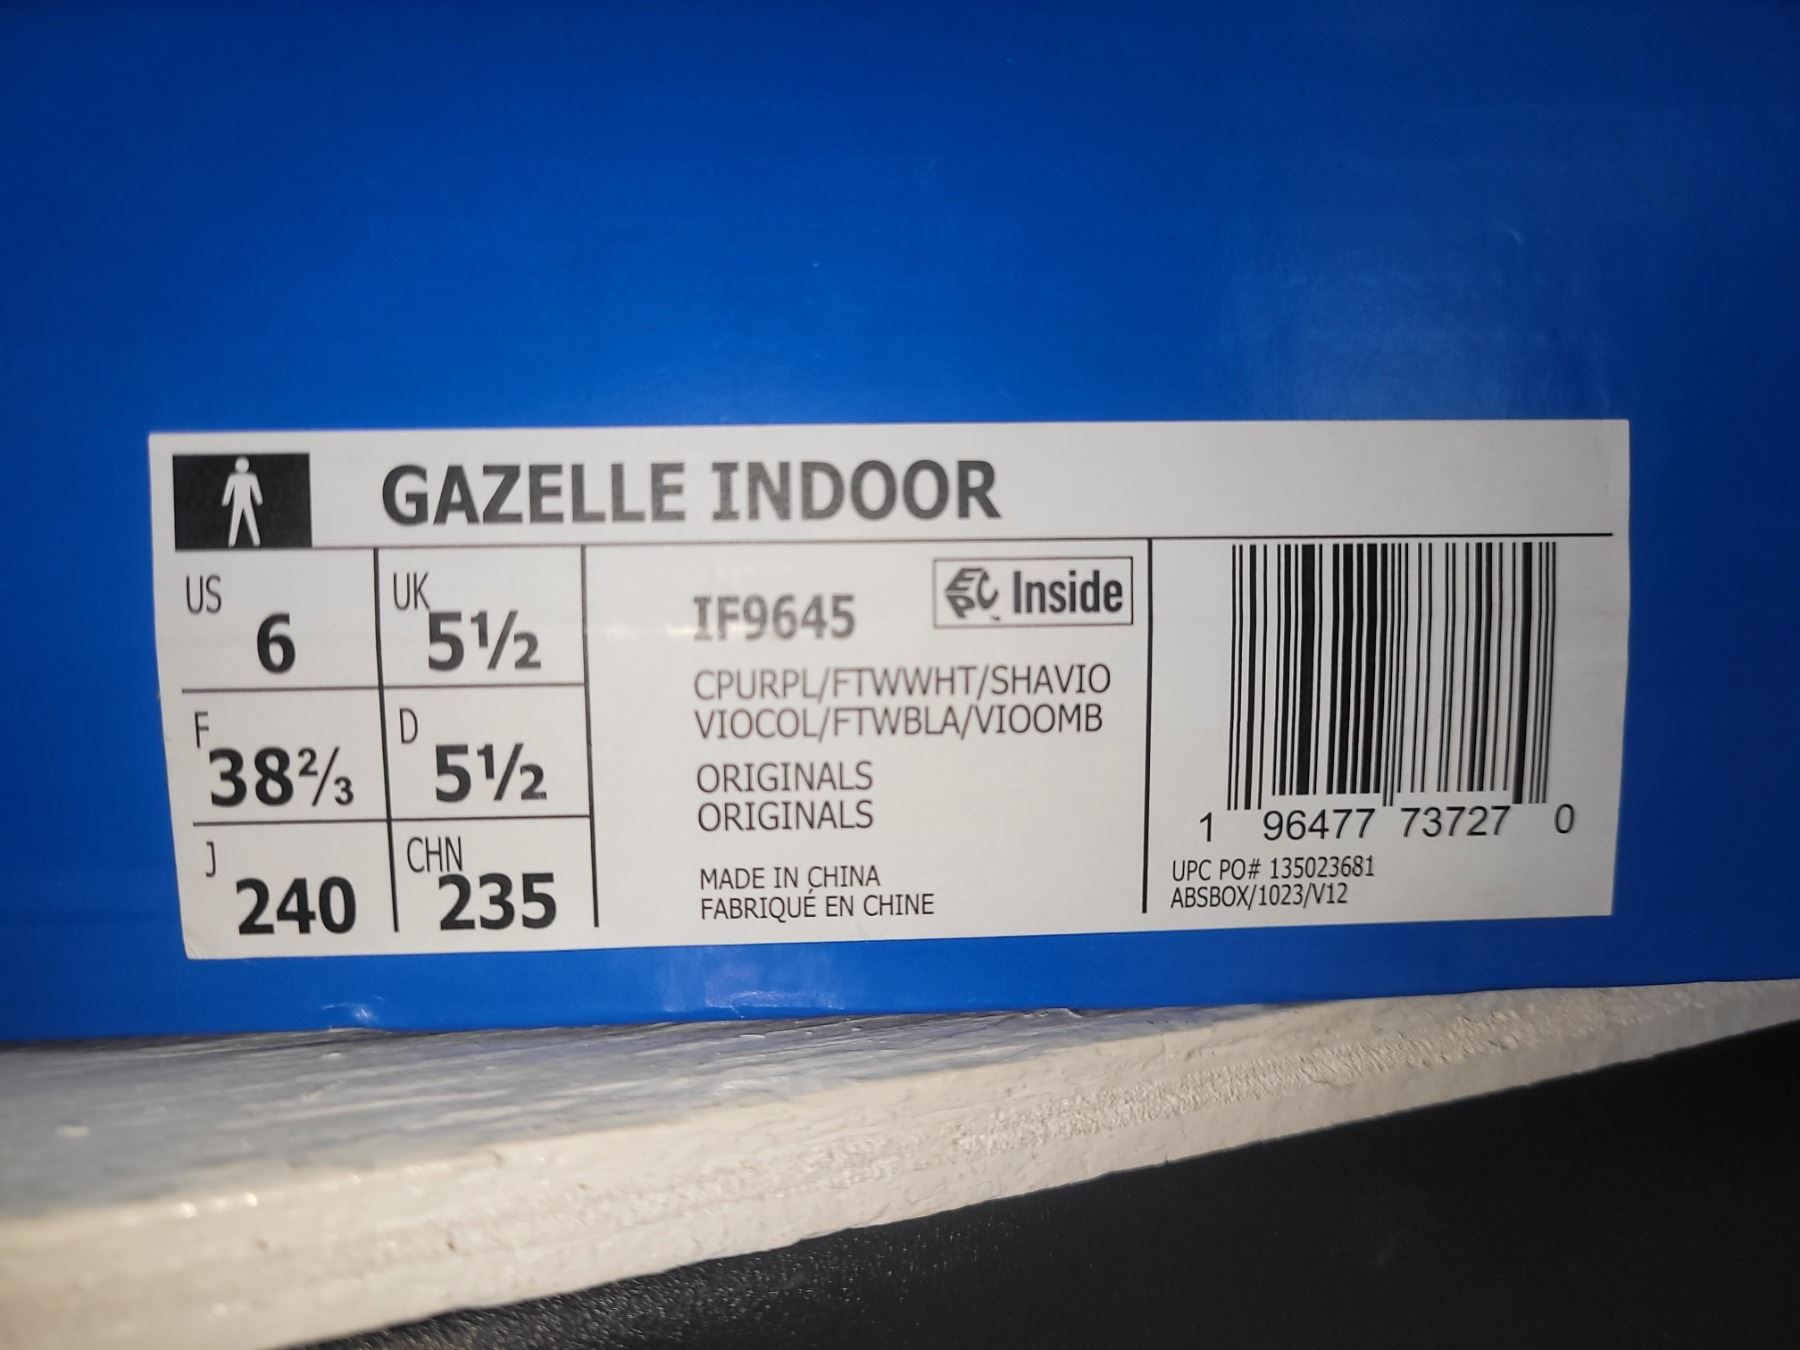 GAZELLE INDOOR
US 6
UK 5½
F 38⅔
D 5½
J 240
CHN 235
IF9645
EPC Inside
CPURPL/FTWWHT/SHAVIO
VIOCOL/FTWBLA/VIOOMB
ORIGINALS
ORIGINALS
MADE IN CHINA
FABRIQUÉ EN CHINE
1 96477 73727 0
UPC PO# 135023681
ABSBOX/1023/V12